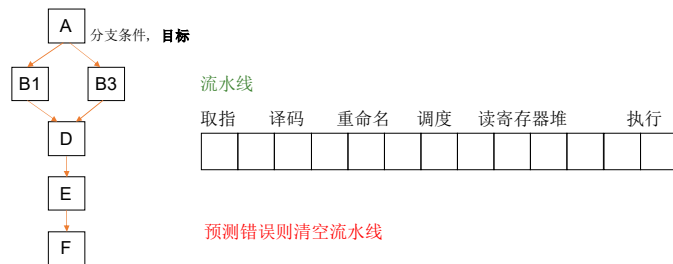 A
分支条件，目标
B1 B3
D
E
F
流水线
取指 译码 重命名 调度 读寄存器堆 执行
预测错误则清空流水线